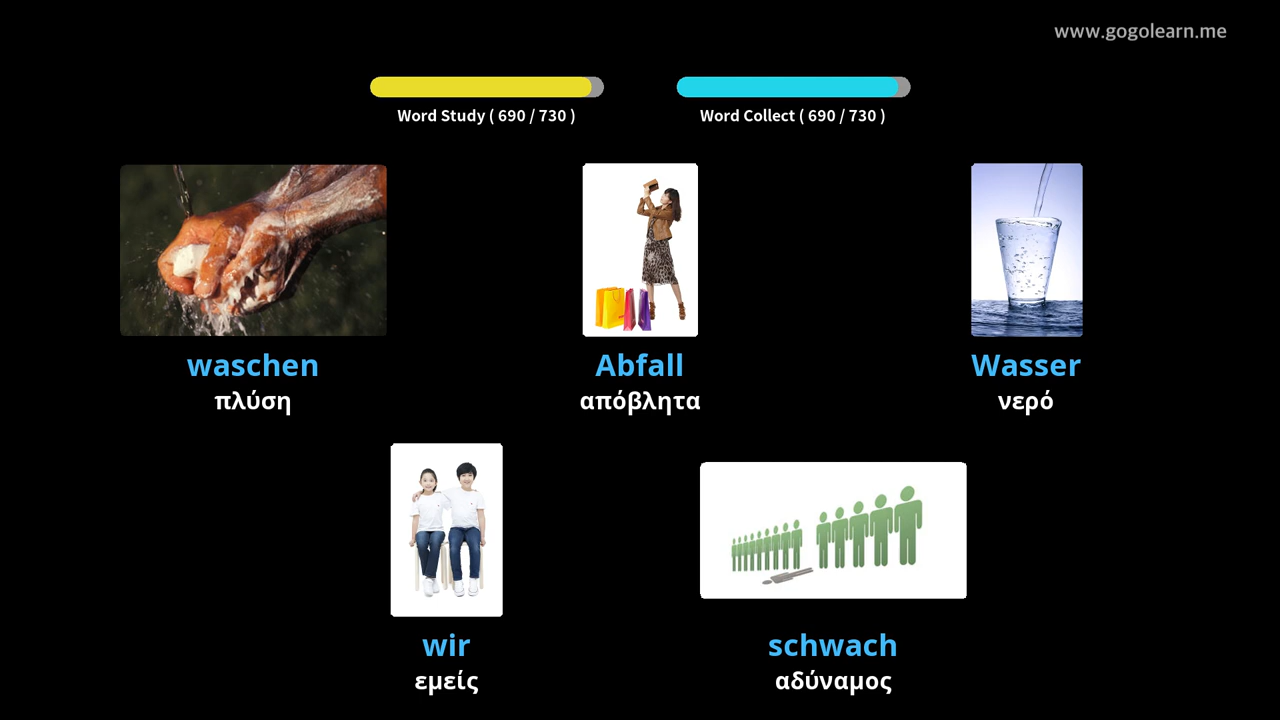 www.gogolearn.me
Word Study ( 690 / 730 )
Word Collect ( 690 / 730 )
waschen
πλύση
Abfall
απόβλητα
Wasser
νερό
wir
εμείς
schwach
αδύναμος